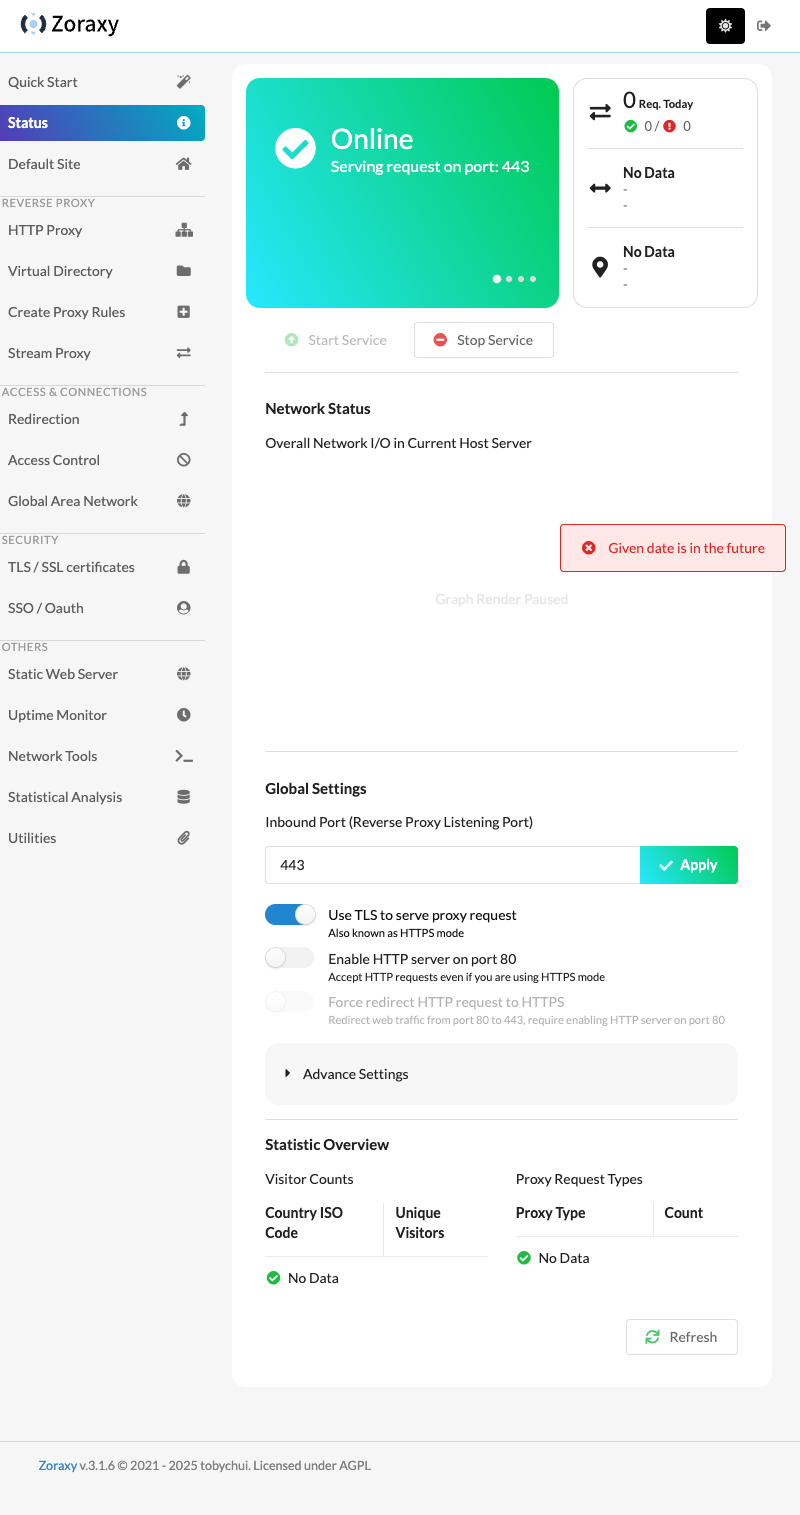 Zoraxy
Quick Start
Status
Default Site
REVERSE PROXY
HTTP Proxy
Virtual Directory
Create Proxy Rules
Stream Proxy
ACCESS & CONNECTIONS
Redirection
Access Control
Global Area Network
SECURITY
TLS / SSL certificates
SSO / Oauth
OTHERS
Static Web Server
Uptime Monitor
Network Tools
Statistical Analysis
Utilities
Online
Serving request on port: 443
0 Req. Today
0 / 0
No Data
-
-
No Data
-
-
Start Service
Stop Service
Network Status
Overall Network I/O in Current Host Server
Given date is in the future
Graph Render Paused
Global Settings
Inbound Port (Reverse Proxy Listening Port)
443
Apply
Use TLS to serve proxy request
Also known as HTTPS mode
Enable HTTP server on port 80
Accept HTTP requests even if you are using HTTPS mode
Force redirect HTTP request to HTTPS
Redirect web traffic from port 80 to 443, require enabling HTTP server on port 80
Advance Settings
Statistic Overview
Visitor Counts
Country ISO
Code
Unique
Visitors
No Data
Proxy Request Types
Proxy Type
Count
No Data
Refresh
Zoraxy v.3.1.6 © 2021 - 2025 tobychui. Licensed under AGPL